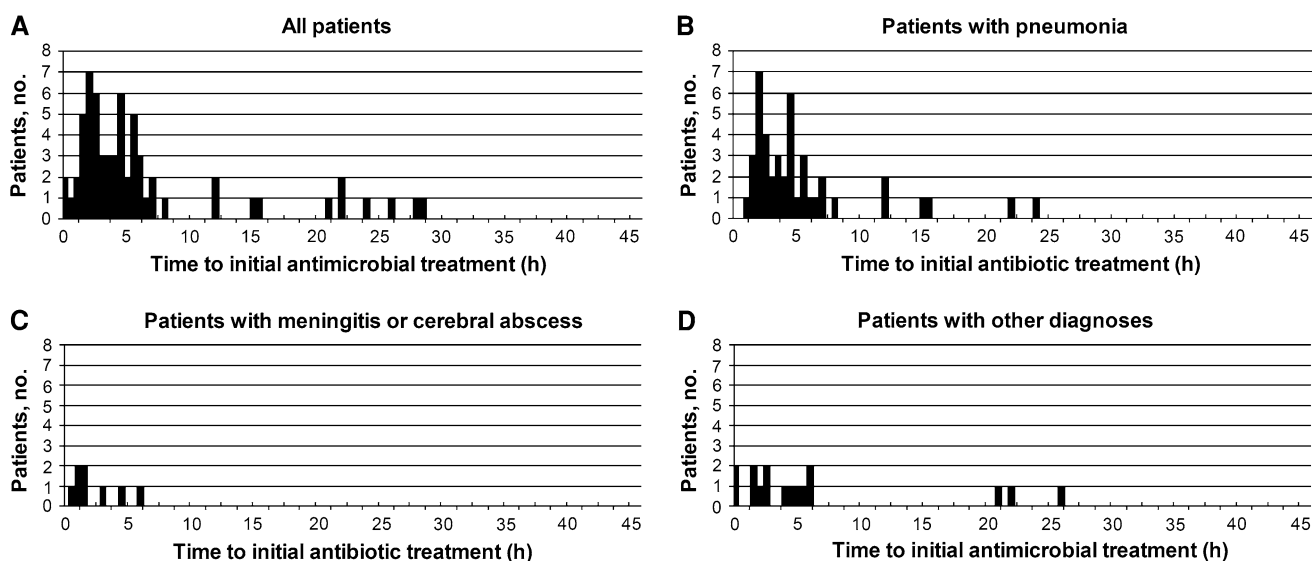 A
All patients
Patients, no.
8
7
6
5
4
3
2
1
0
0 5 10 15 20 25 30 35 40 45
Time to initial antimicrobial treatment (h)
B
Patients with pneumonia
Patients, no.
8
7
6
5
4
3
2
1
0
0 5 10 15 20 25 30 35 40 45
Time to initial antibiotic treatment (h)
C
Patients with meningitis or cerebral abscess
Patients, no.
8
7
6
5
4
3
2
1
0
0 5 10 15 20 25 30 35 40 45
Time to initial antibiotic treatment (h)
D
Patients with other diagnoses
Patients, no.
8
7
6
5
4
3
2
1
0
0 5 10 15 20 25 30 35 40 45
Time to initial antimicrobial treatment (h)